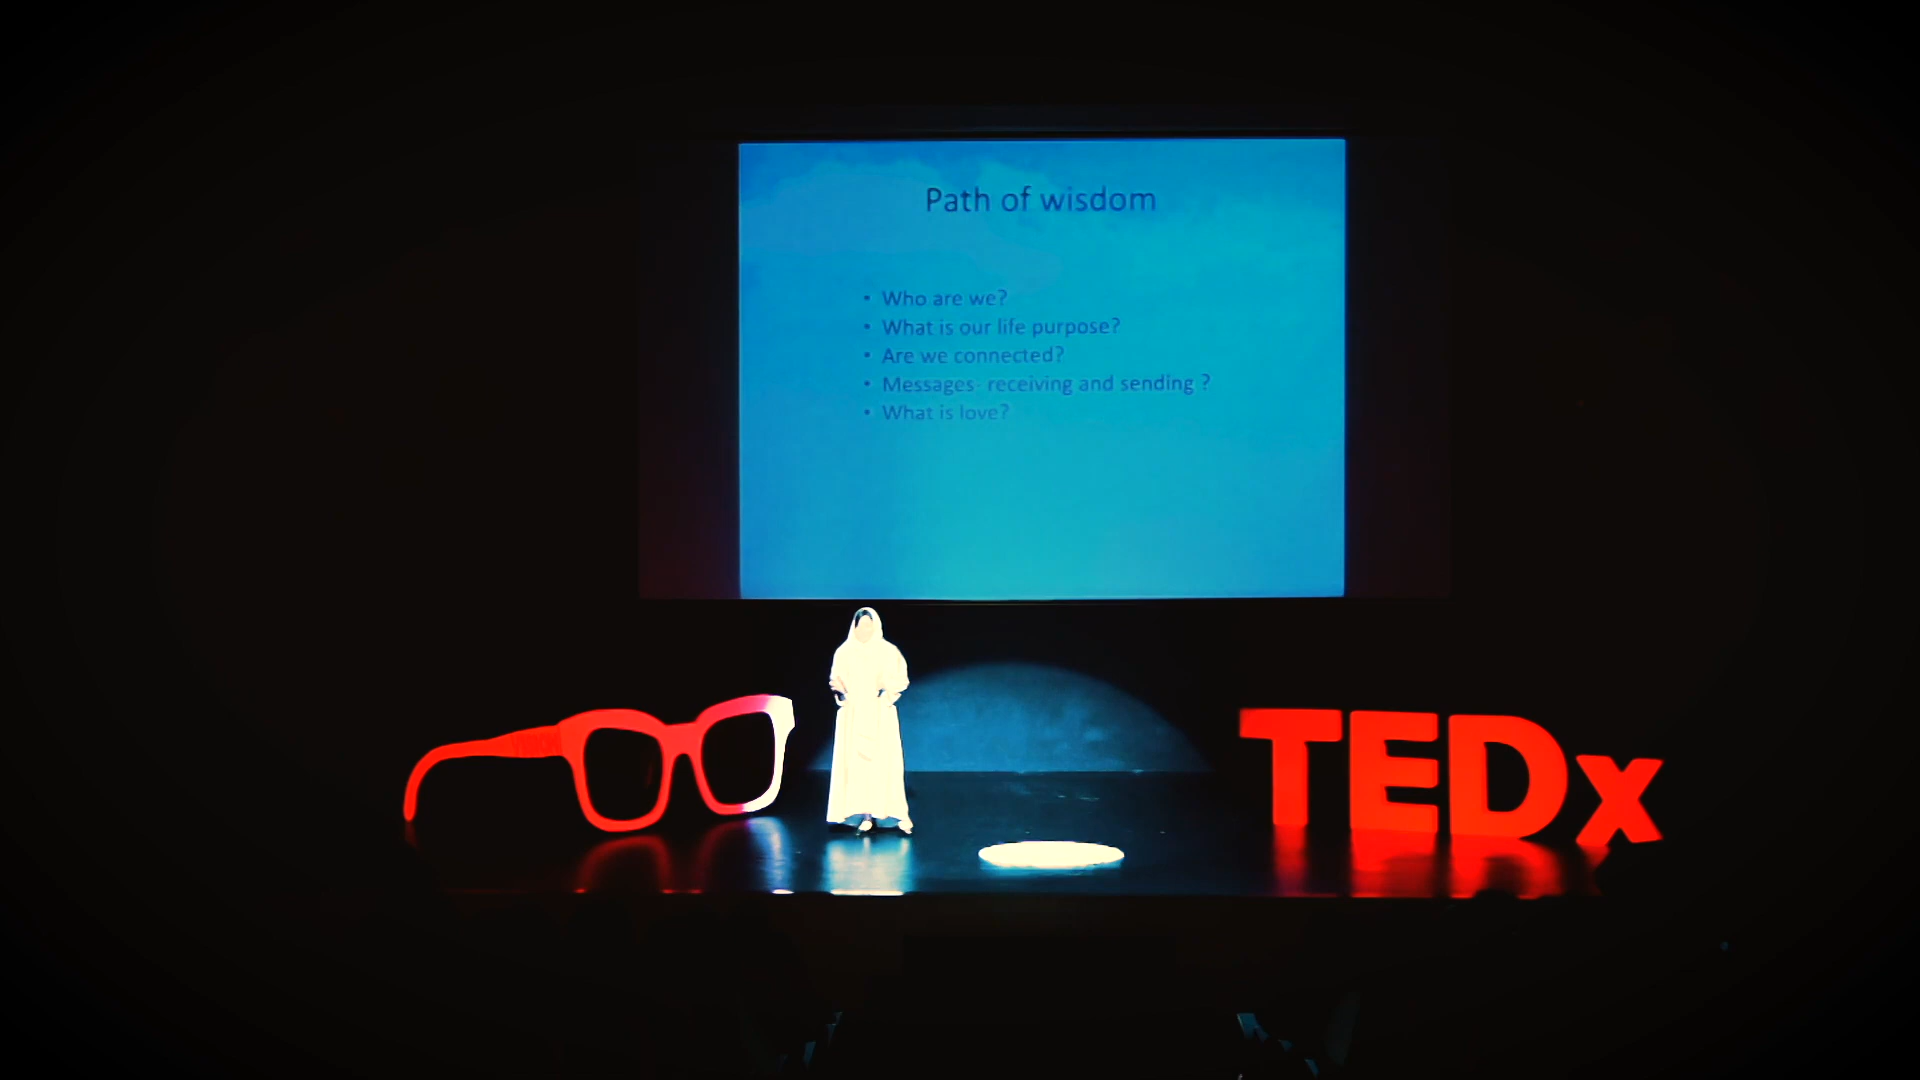 Path of wisdom
• Who are we?
• What is our life purpose?
• Are we connected?
• Messages- receiving and sending ?
• What is love?
TEDx